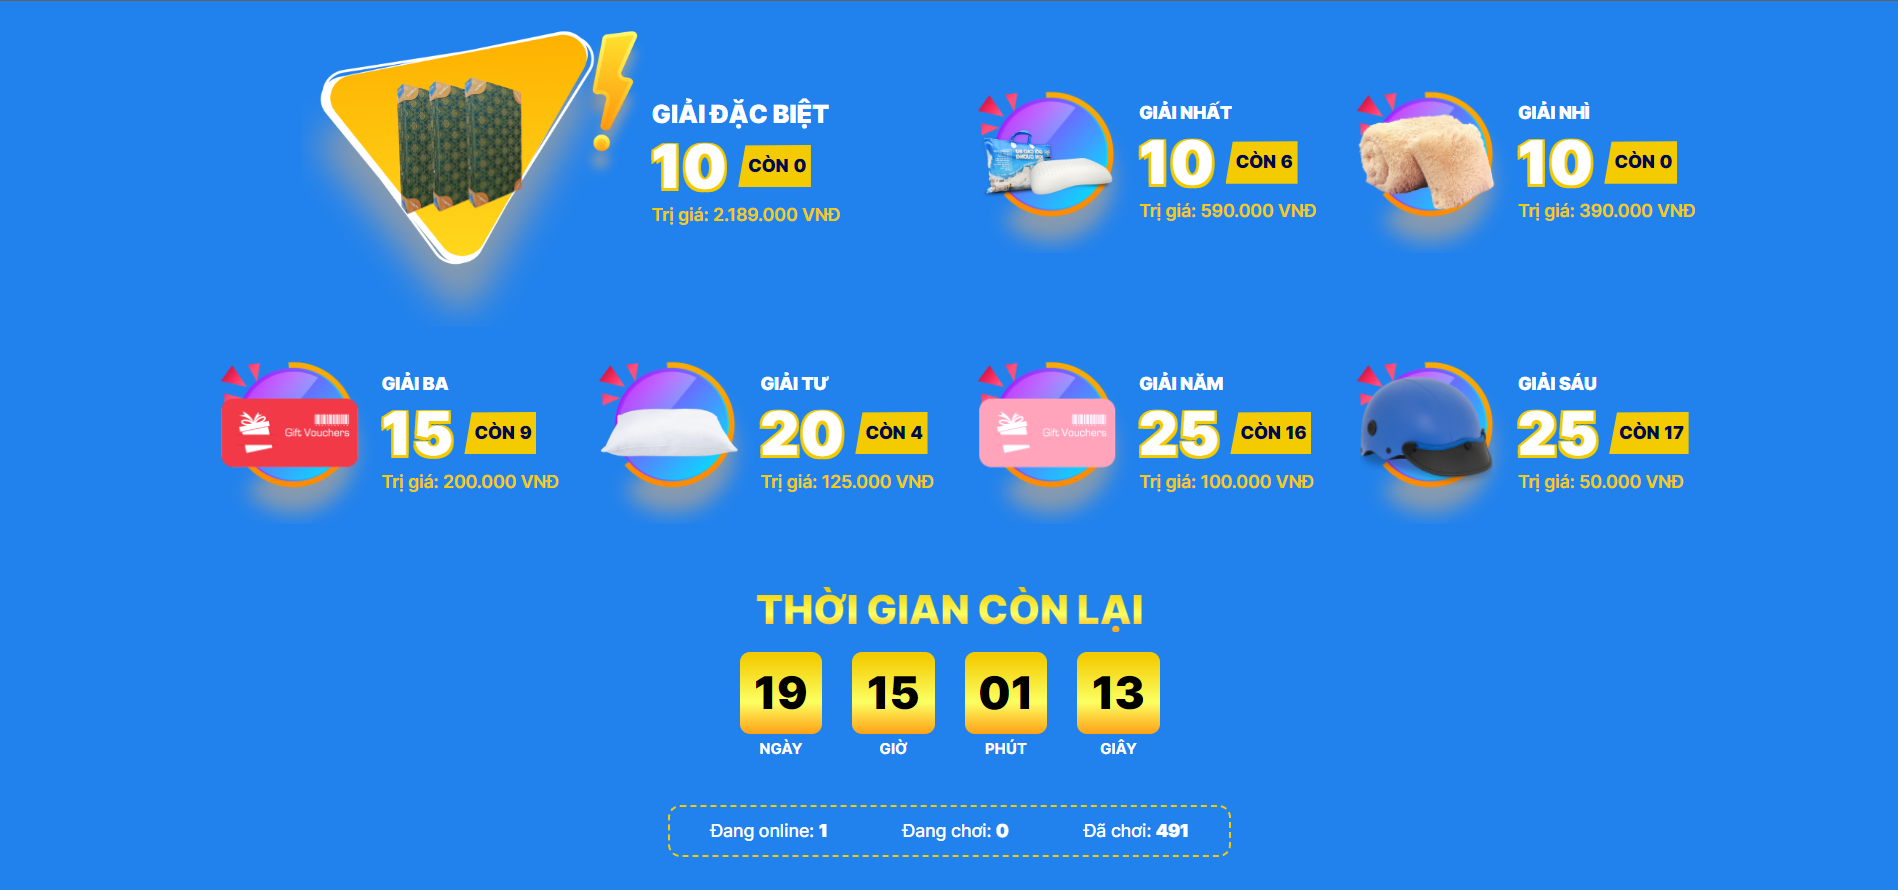 GIẢI ĐẶC BIỆT
10 CÒN 0
Trị giá: 2.189.000 VNĐ
GIẢI NHẤT
10 CÒN 6
Trị giá: 590.000 VNĐ
GIẢI NHÌ
10 CÒN 0
Trị giá: 390.000 VNĐ
Gift Vouchers
GIẢI BA
15 CÒN 9
Trị giá: 200.000 VNĐ
GIẢI TƯ
20 CÒN 4
Trị giá: 125.000 VNĐ
Gift Vouchers
GIẢI NĂM
25 CÒN 16
Trị giá: 100.000 VNĐ
GIẢI SÁU
25 CÒN 17
Trị giá: 50.000 VNĐ
THỜI GIAN CÒN LẠI
19 15 01 13
NGÀY GIỜ PHÚT GIÂY
Đang online: 1 Đang chơi: 0 Đã chơi: 491